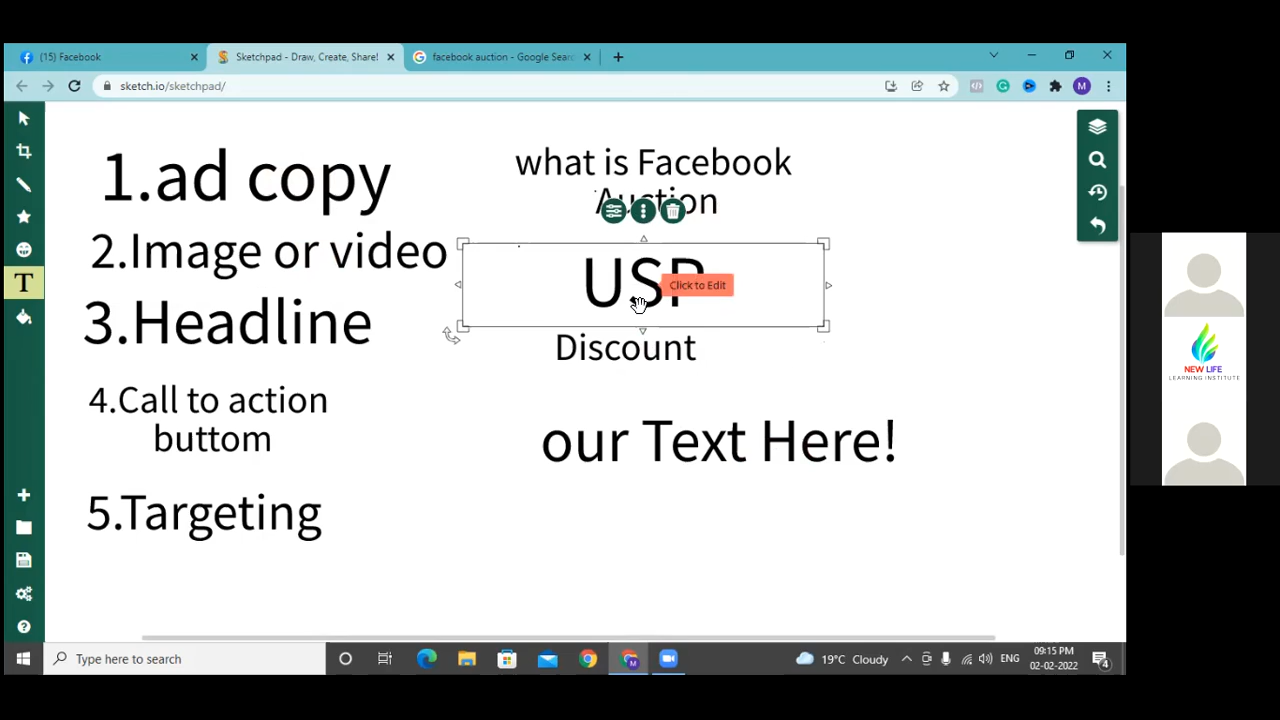 (15) Facebook
Sketchpad - Draw, Create, Share!
facebook auction - Google Sear
sketch.io/sketchpad/
M
1.ad copy
2.Image or video
3.Headline
4.Call to action
buttom
5.Targeting
what is Facebook
Auction
USP
Click to Edit
Discount
our Text Here!
T
NEW LIFE
LEARNING INSTITUTE
Type here to search
19°C Cloudy
ENG
09:15 PM
02-02-2022
4